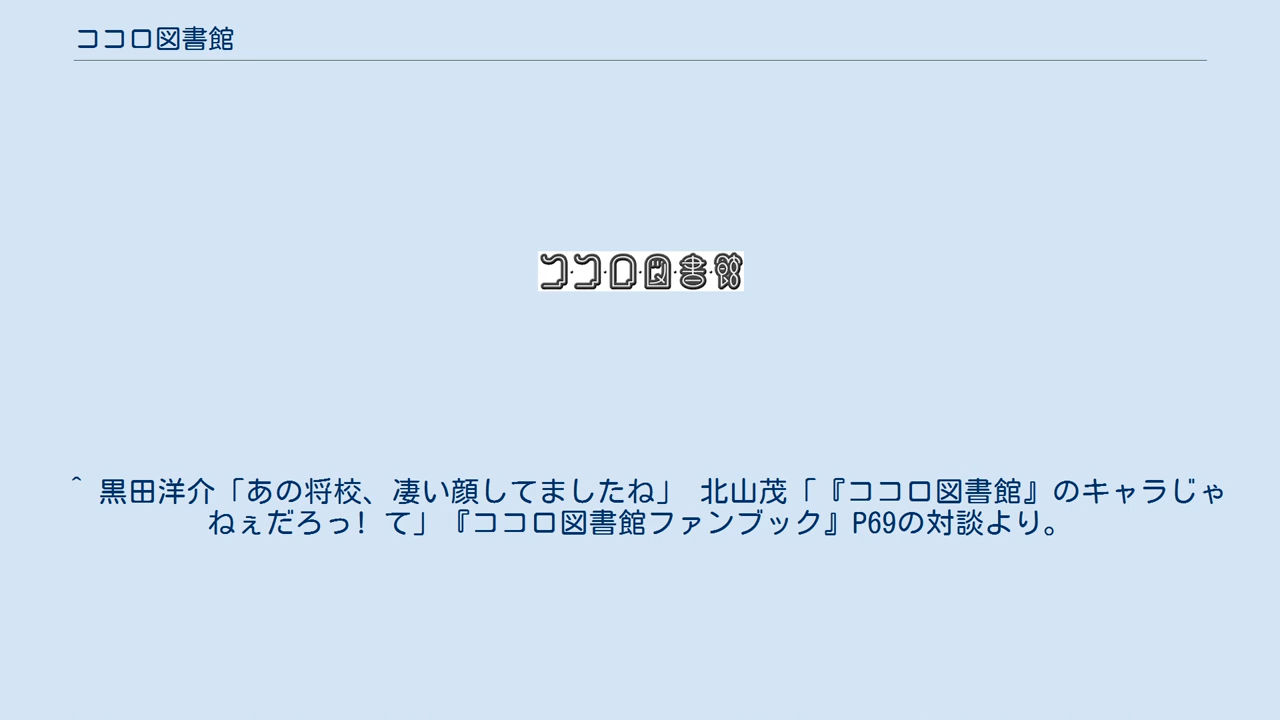 ココロ図書館
コ・コ・ロ・図・書・館
^ 黒田洋介「あの将校、凄い顔してましたね」 北山茂「『ココロ図書館』のキャラじゃ
ねぇだろっ! て」『ココロ図書館ファンブック』P69の対談より。